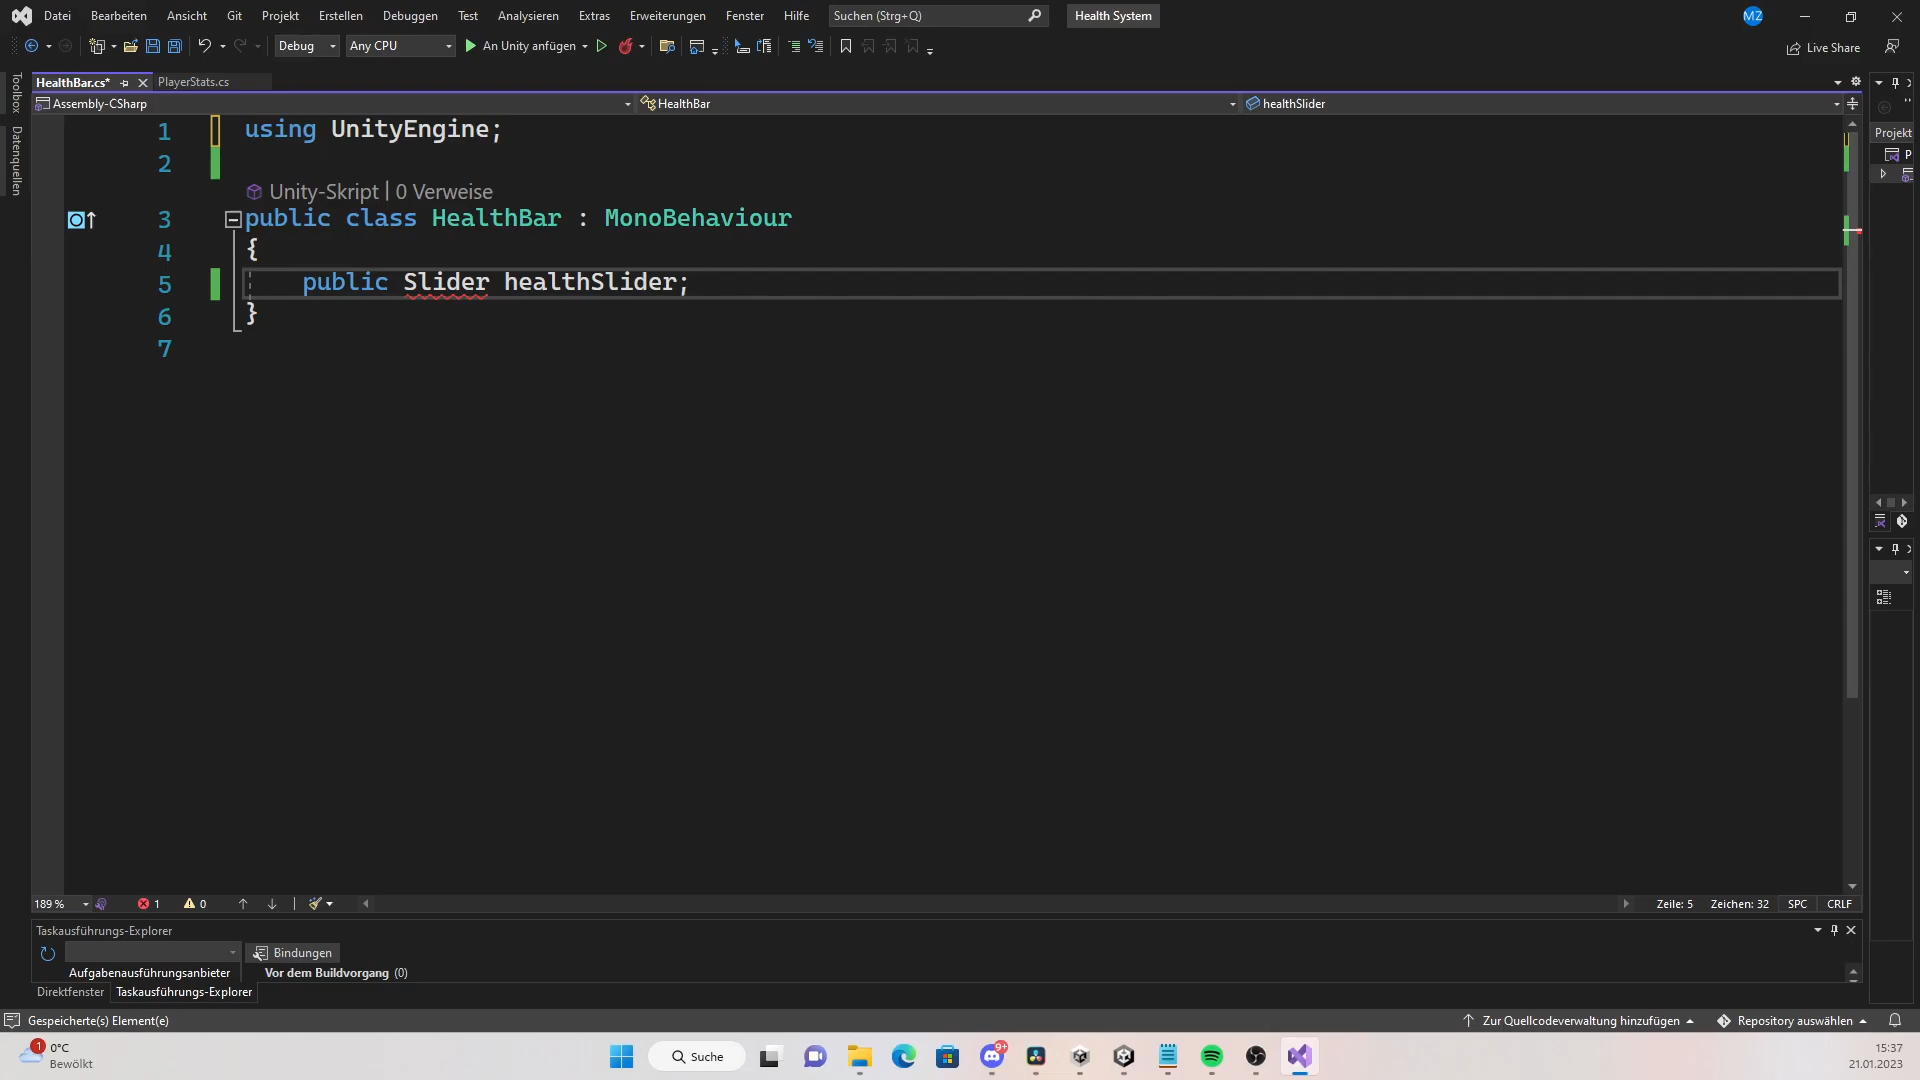 Datei Bearbeiten Ansicht Git Projekt Erstellen Debuggen Test Analysieren Extras Erweiterungen Fenster Hilfe Suchen (Strg+Q) Health System MZ
Debug Any CPU An Unity anfügen Live Share
HealthBar.cs* PlayerStats.cs
Assembly-CSharp HealthBar healthSlider
Toolbox
Datenquellen
Projekt
P
1 using UnityEngine;
2
Unity-Skript | 0 Verweise
3 public class HealthBar : MonoBehaviour
4 {
5 public Slider healthSlider;
6 }
7
189 % 1 0 Zeile: 5 Zeichen: 32 SPC CRLF
Taskausführungs-Explorer
Bindungen
Aufgabenausführungsanbieter Vor dem Buildvorgang (0)
Direktfenster Taskausführungs-Explorer
Gespeicherte(s) Element(e) Zur Quellcodeverwaltung hinzufügen Repository auswählen
1 0°C
Bewölkt
Suche
9+
15:37
21.01.2023